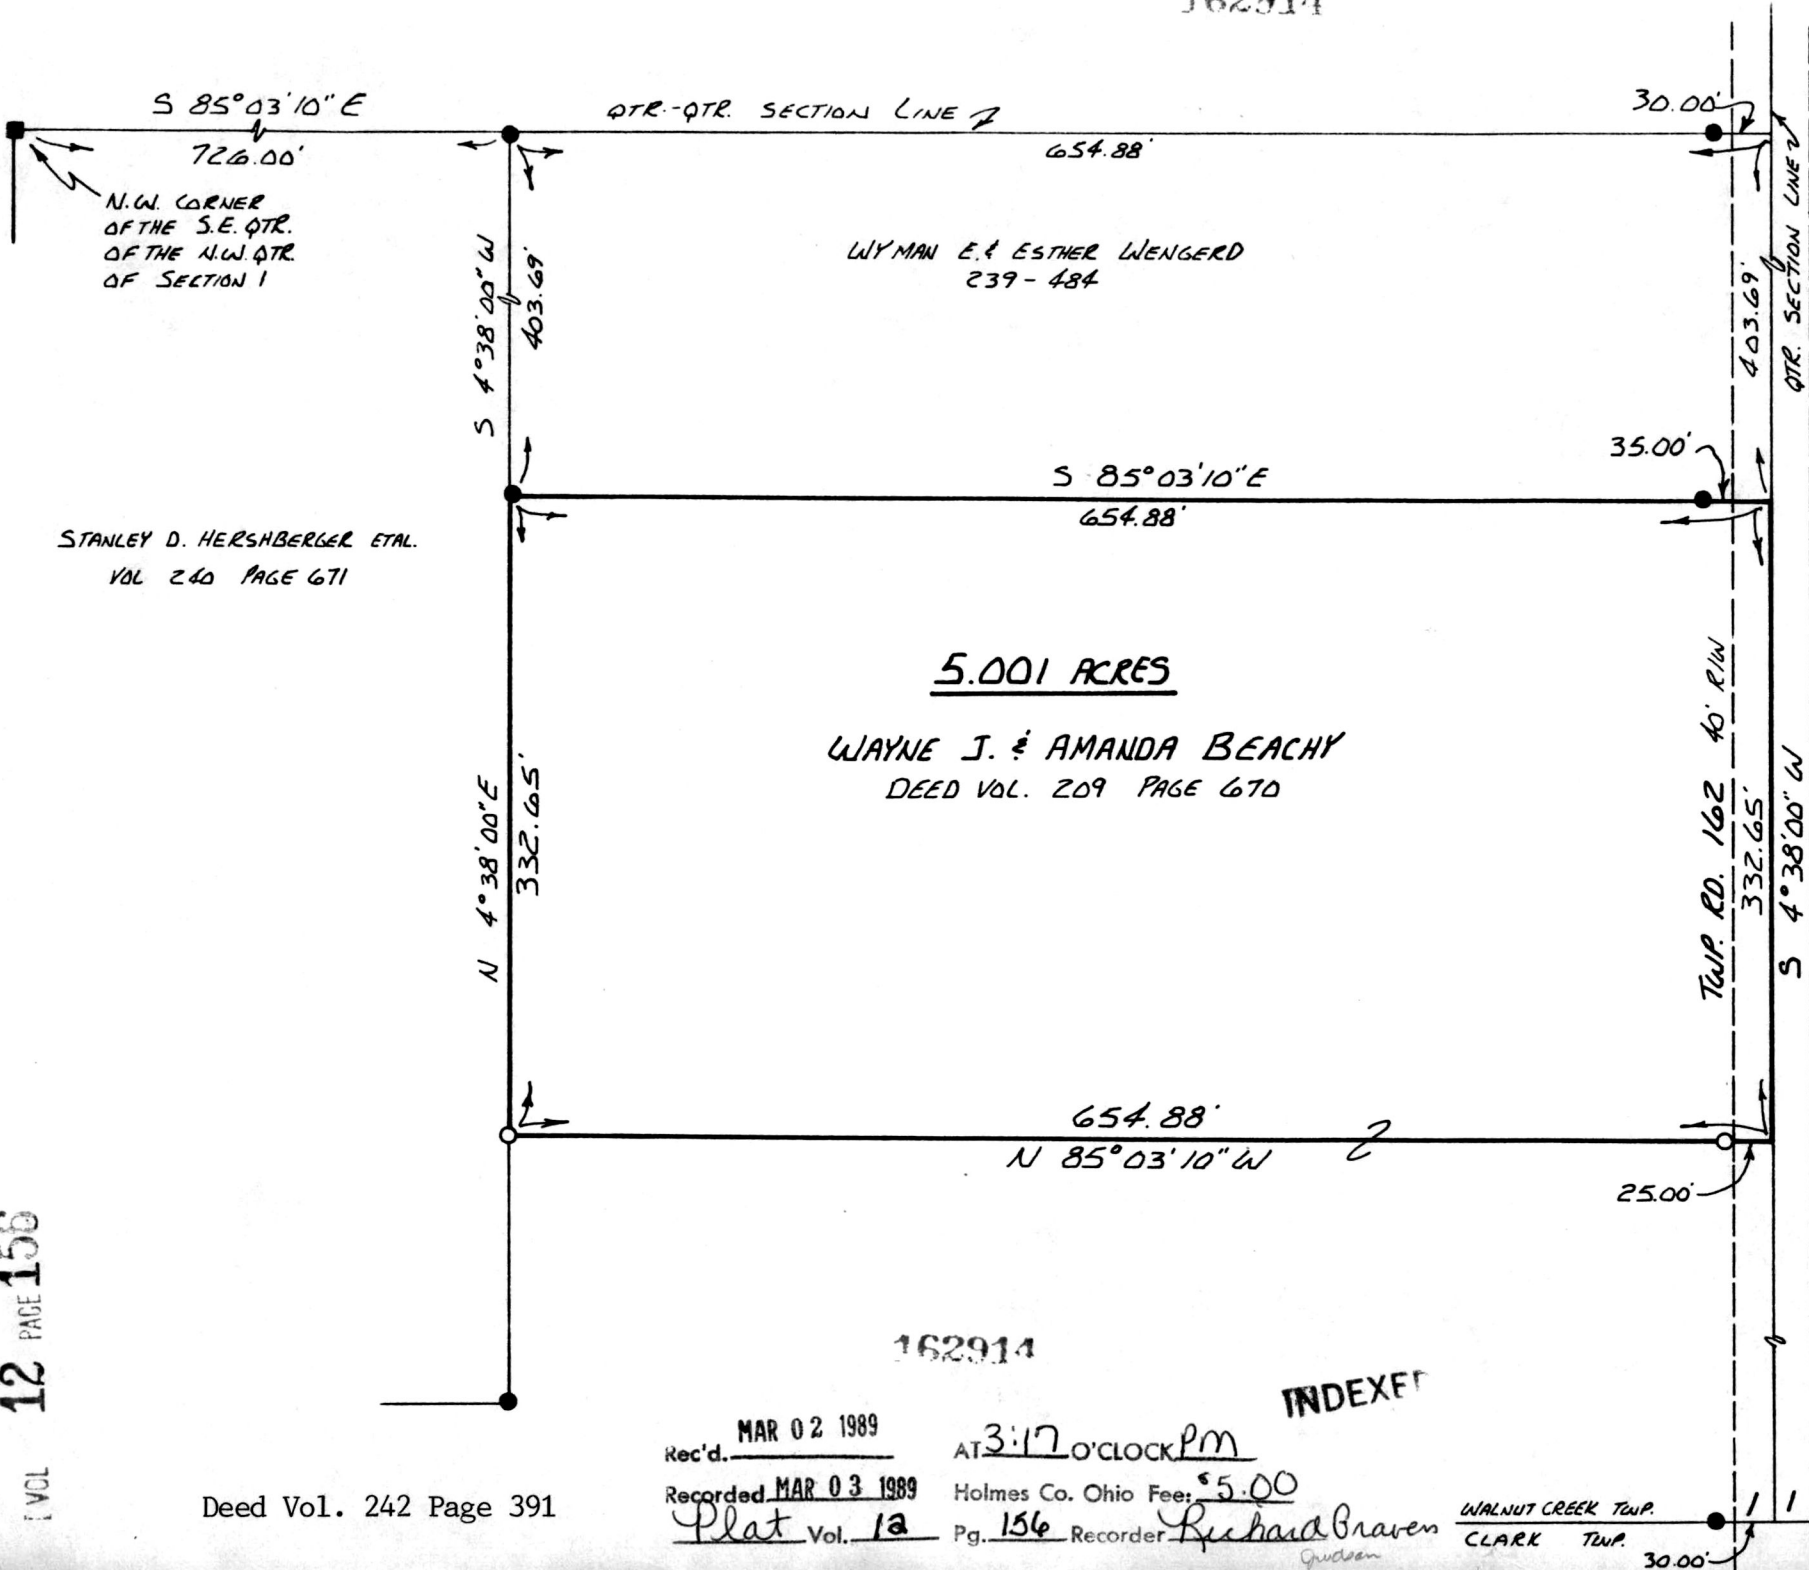 162914
S 85°03'10" E
726.00'
QTR.-QTR. SECTION LINE
654.88'
30.00'
N.W. CORNER
OF THE S.E. QTR.
OF THE N.W. QTR.
OF SECTION 1
S 4°38'00" W
403.69'
WYMAN E. & ESTHER WENGERD
239-484
403.69'
QTR. SECTION LINE
35.00'
S 85°03'10" E
654.88'
STANLEY D. HERSHBERGER ETAL.
VOL 240 PAGE 671
5.001 ACRES
WAYNE J. & AMANDA BEACHY
DEED VOL. 209 PAGE 670
N 4°38'00" E
332.65'
TWP. RD. 162 40' R/W
332.65'
S 4°38'00" W
654.88'
N 85°03'10" W
25.00'
[VOL 12 PAGE 156
162914
INDEXE
Rec'd. MAR 02 1989 AT 3:17 O'CLOCK PM
Recorded MAR 03 1989 Holmes Co. Ohio Fee: $5.00
Plat Vol. 12 Pg. 156 Recorder Richard Graven
Deed Vol. 242 Page 391
WALNUT CREEK TWP. 1 1
CLARK TWP.
30.00'